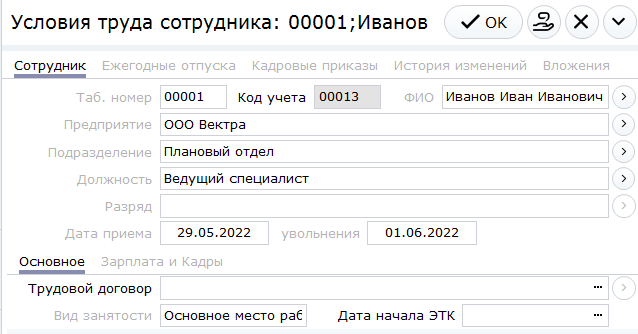 Условия труда сотрудника: 00001;Иванов OK
Сотрудник Ежегодные отпуска Кадровые приказы История изменений Вложения
Таб. номер 00001 Код учета 00013 ФИО Иванов Иван Иванович
Предприятие ООО Вектра
Подразделение Плановый отдел
Должность Ведущий специалист
Разряд
Дата приема 29.05.2022 увольнения 01.06.2022
Основное Зарплата и Кадры
Трудовой договор ...
Вид занятости Основное место раб Дата начала ЭТК ...